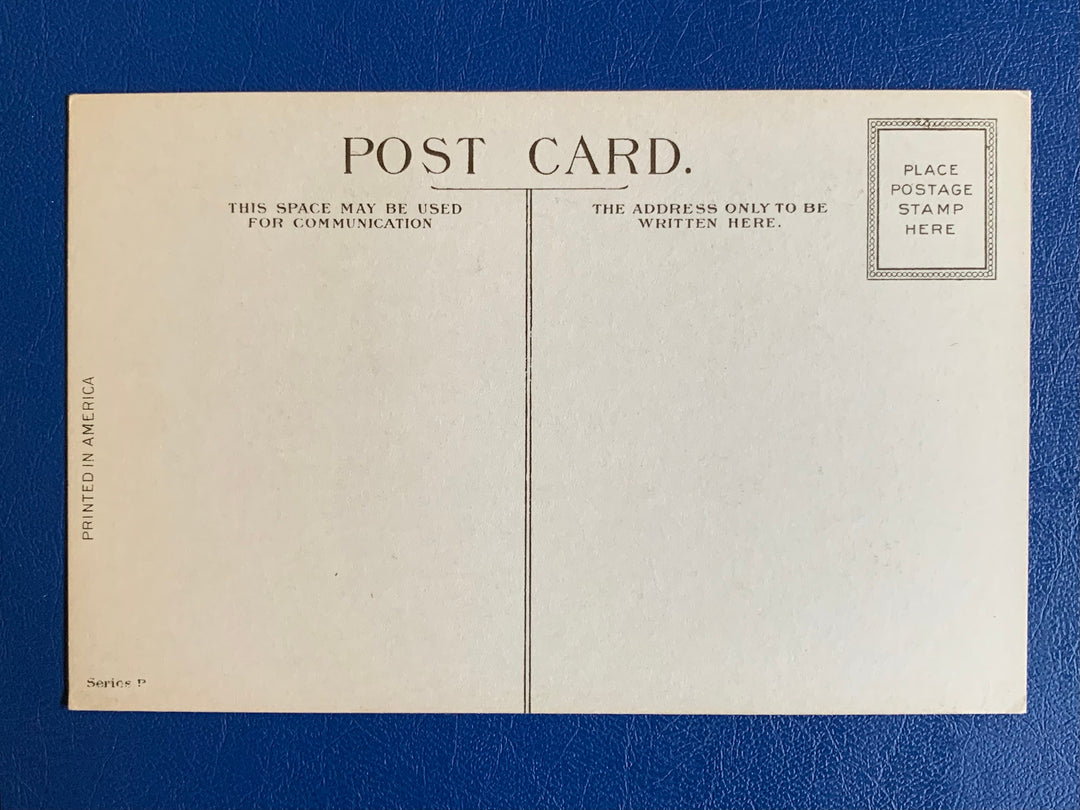 POST CARD.
THIS SPACE MAY BE USED
FOR COMMUNICATION
THE ADDRESS ONLY TO BE
WRITTEN HERE.
PLACE
POSTAGE
STAMP
HERE
PRINTED IN AMERICA
Series P